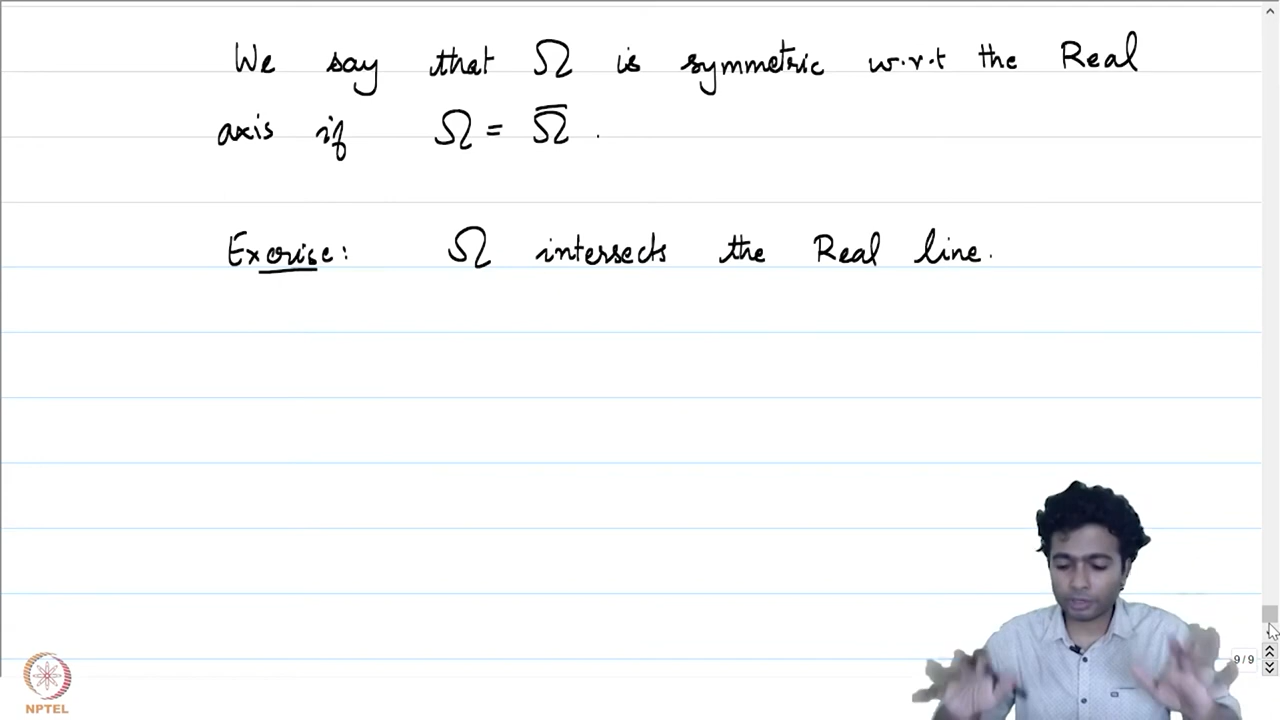 We say that Ω is symmetric w.r.t the Real
axis if Ω = Ω̅ .
Exercise: Ω intersects the Real line.
9 / 9
NPTEL